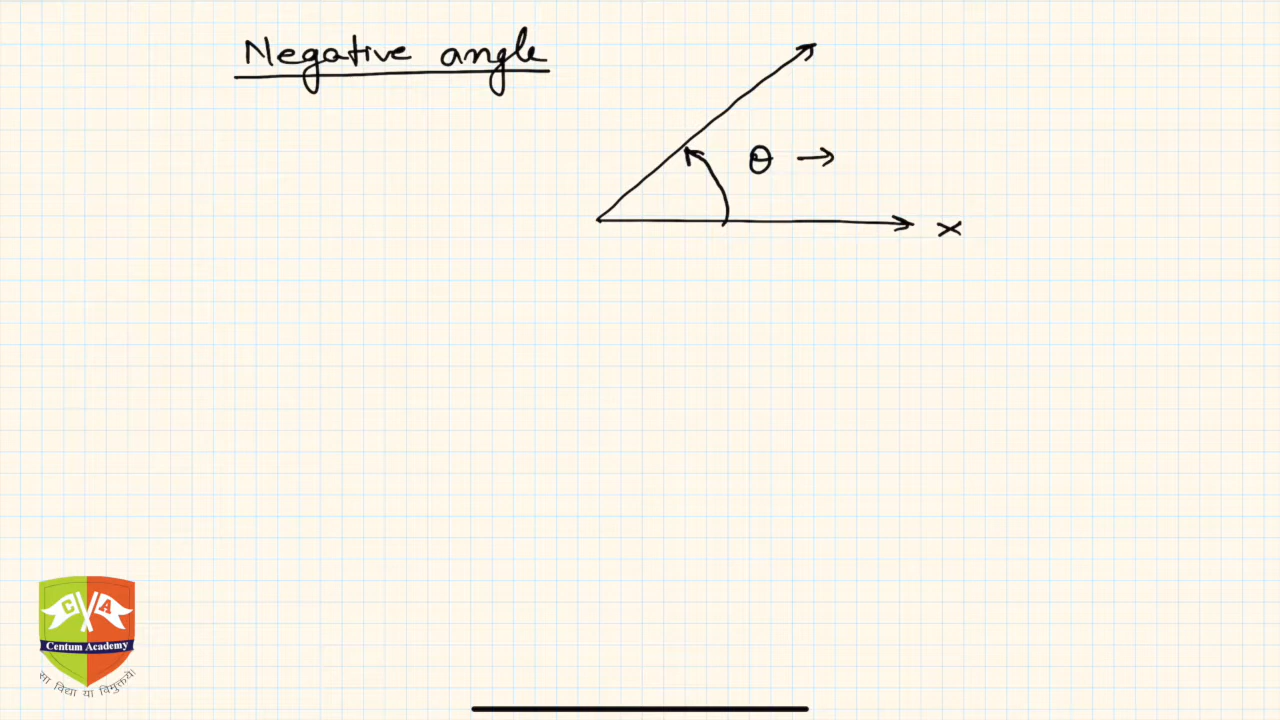 Negative angle
θ →
x
C A
Centum Academy
सा विद्या या विमुक्तये।